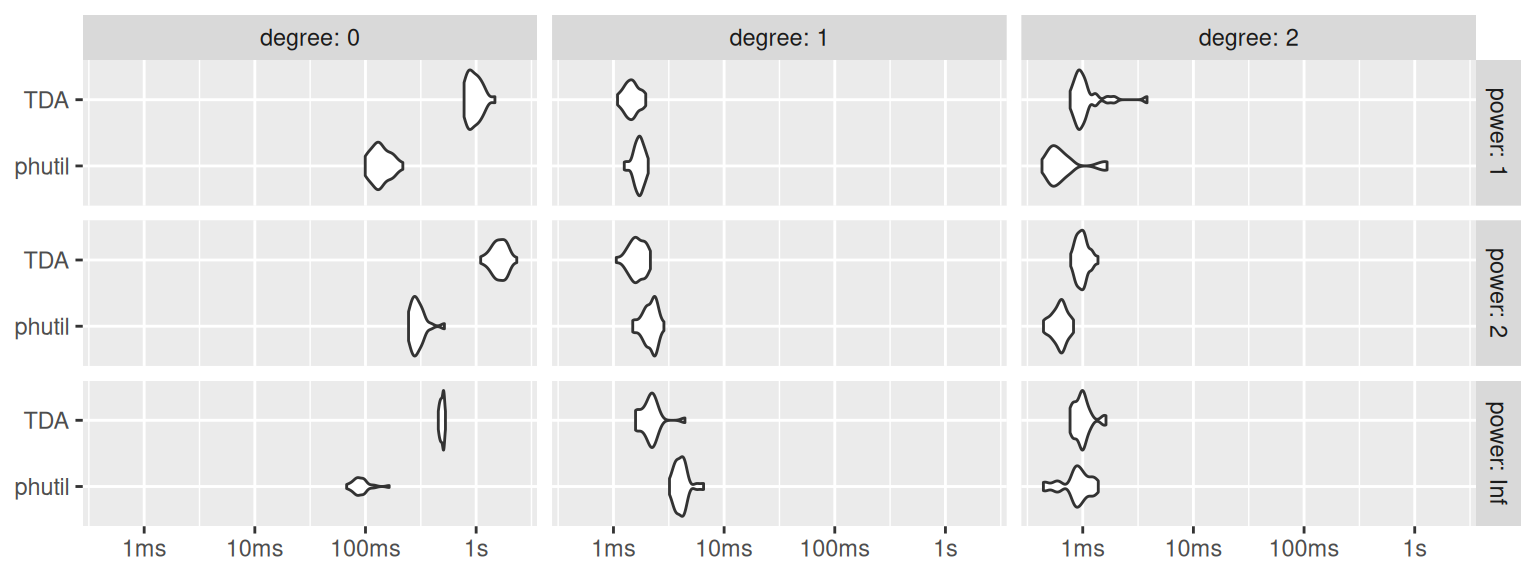 degree: 0 degree: 1 degree: 2
TDA
phutil
power: 1
TDA
phutil
power: 2
TDA
phutil
power: Inf
1ms 10ms 100ms 1s 1ms 10ms 100ms 1s 1ms 10ms 100ms 1s